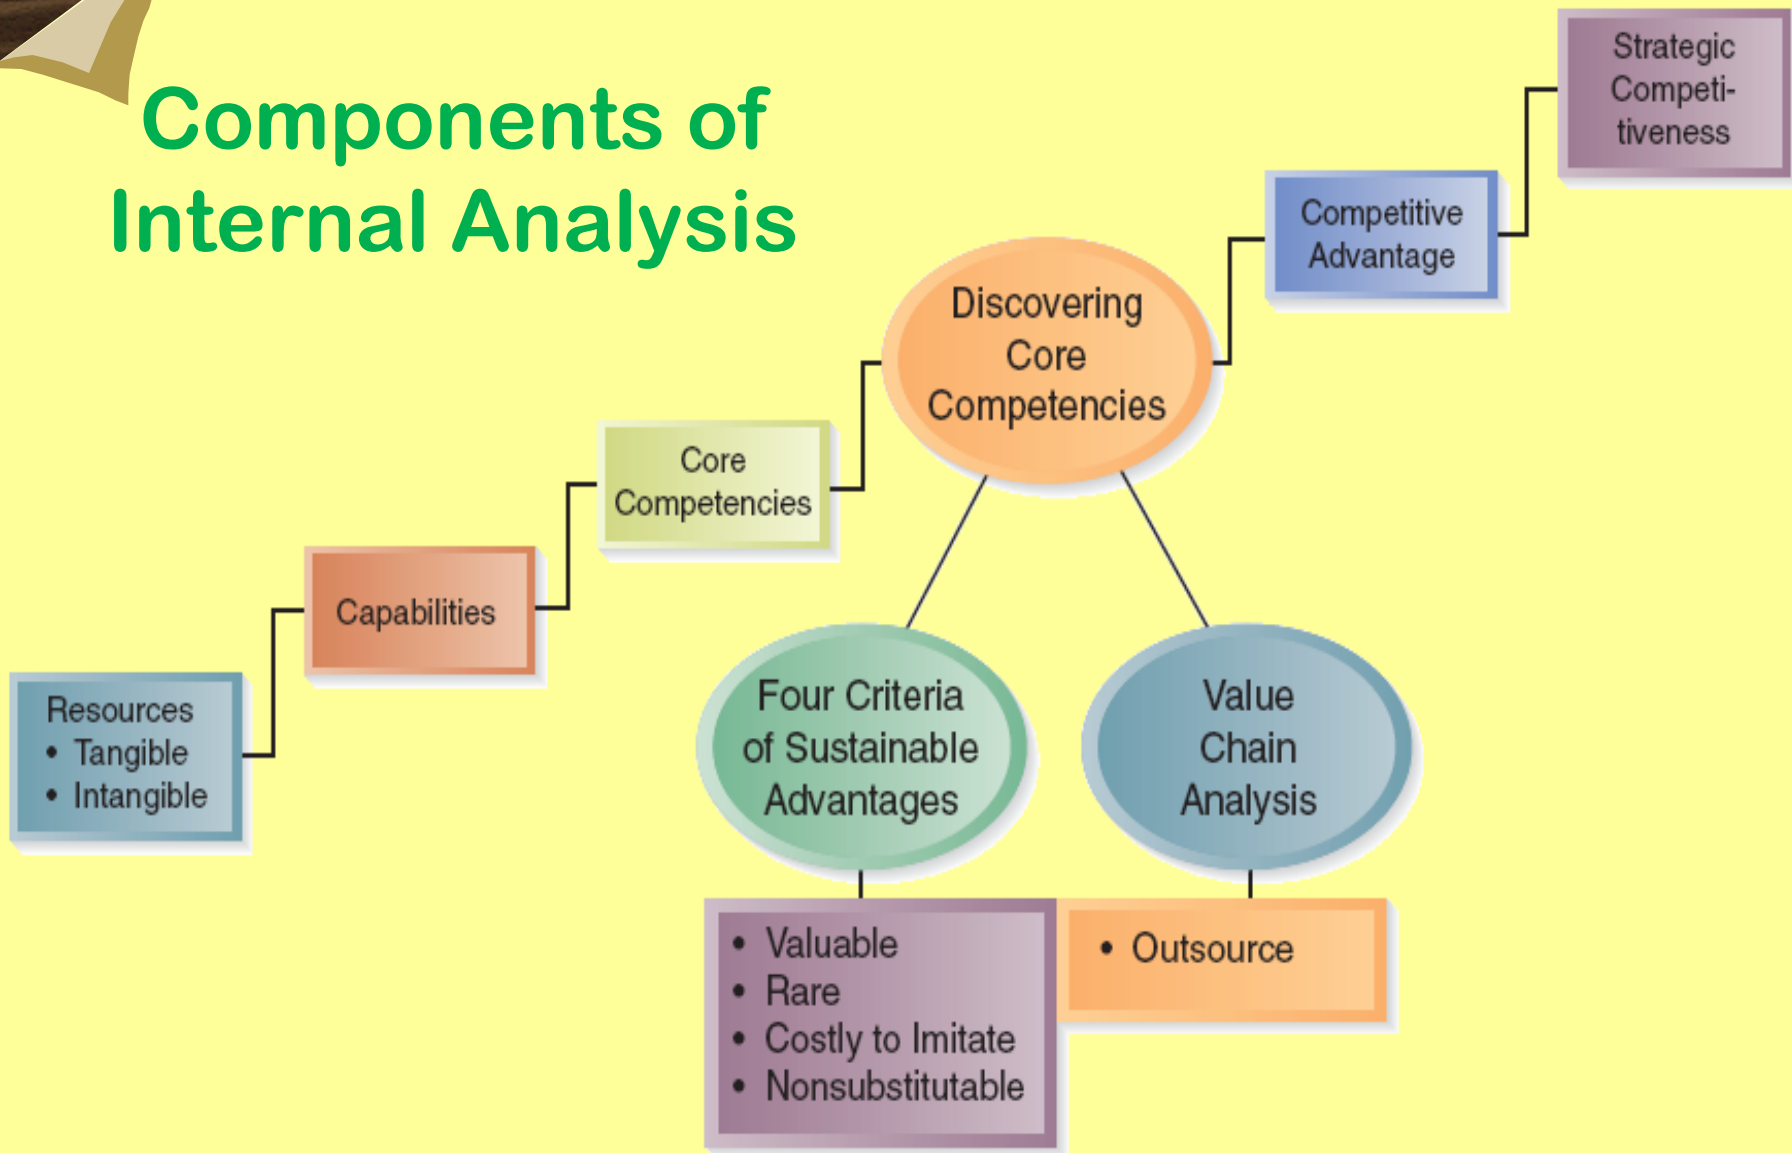 Components of
Internal Analysis
Strategic
Competi-
tiveness
Competitive
Advantage
Discovering
Core
Competencies
Core
Competencies
Capabilities
Resources
• Tangible
• Intangible
Four Criteria
of Sustainable
Advantages
Value
Chain
Analysis
• Valuable
• Rare
• Costly to Imitate
• Nonsubstitutable
• Outsource